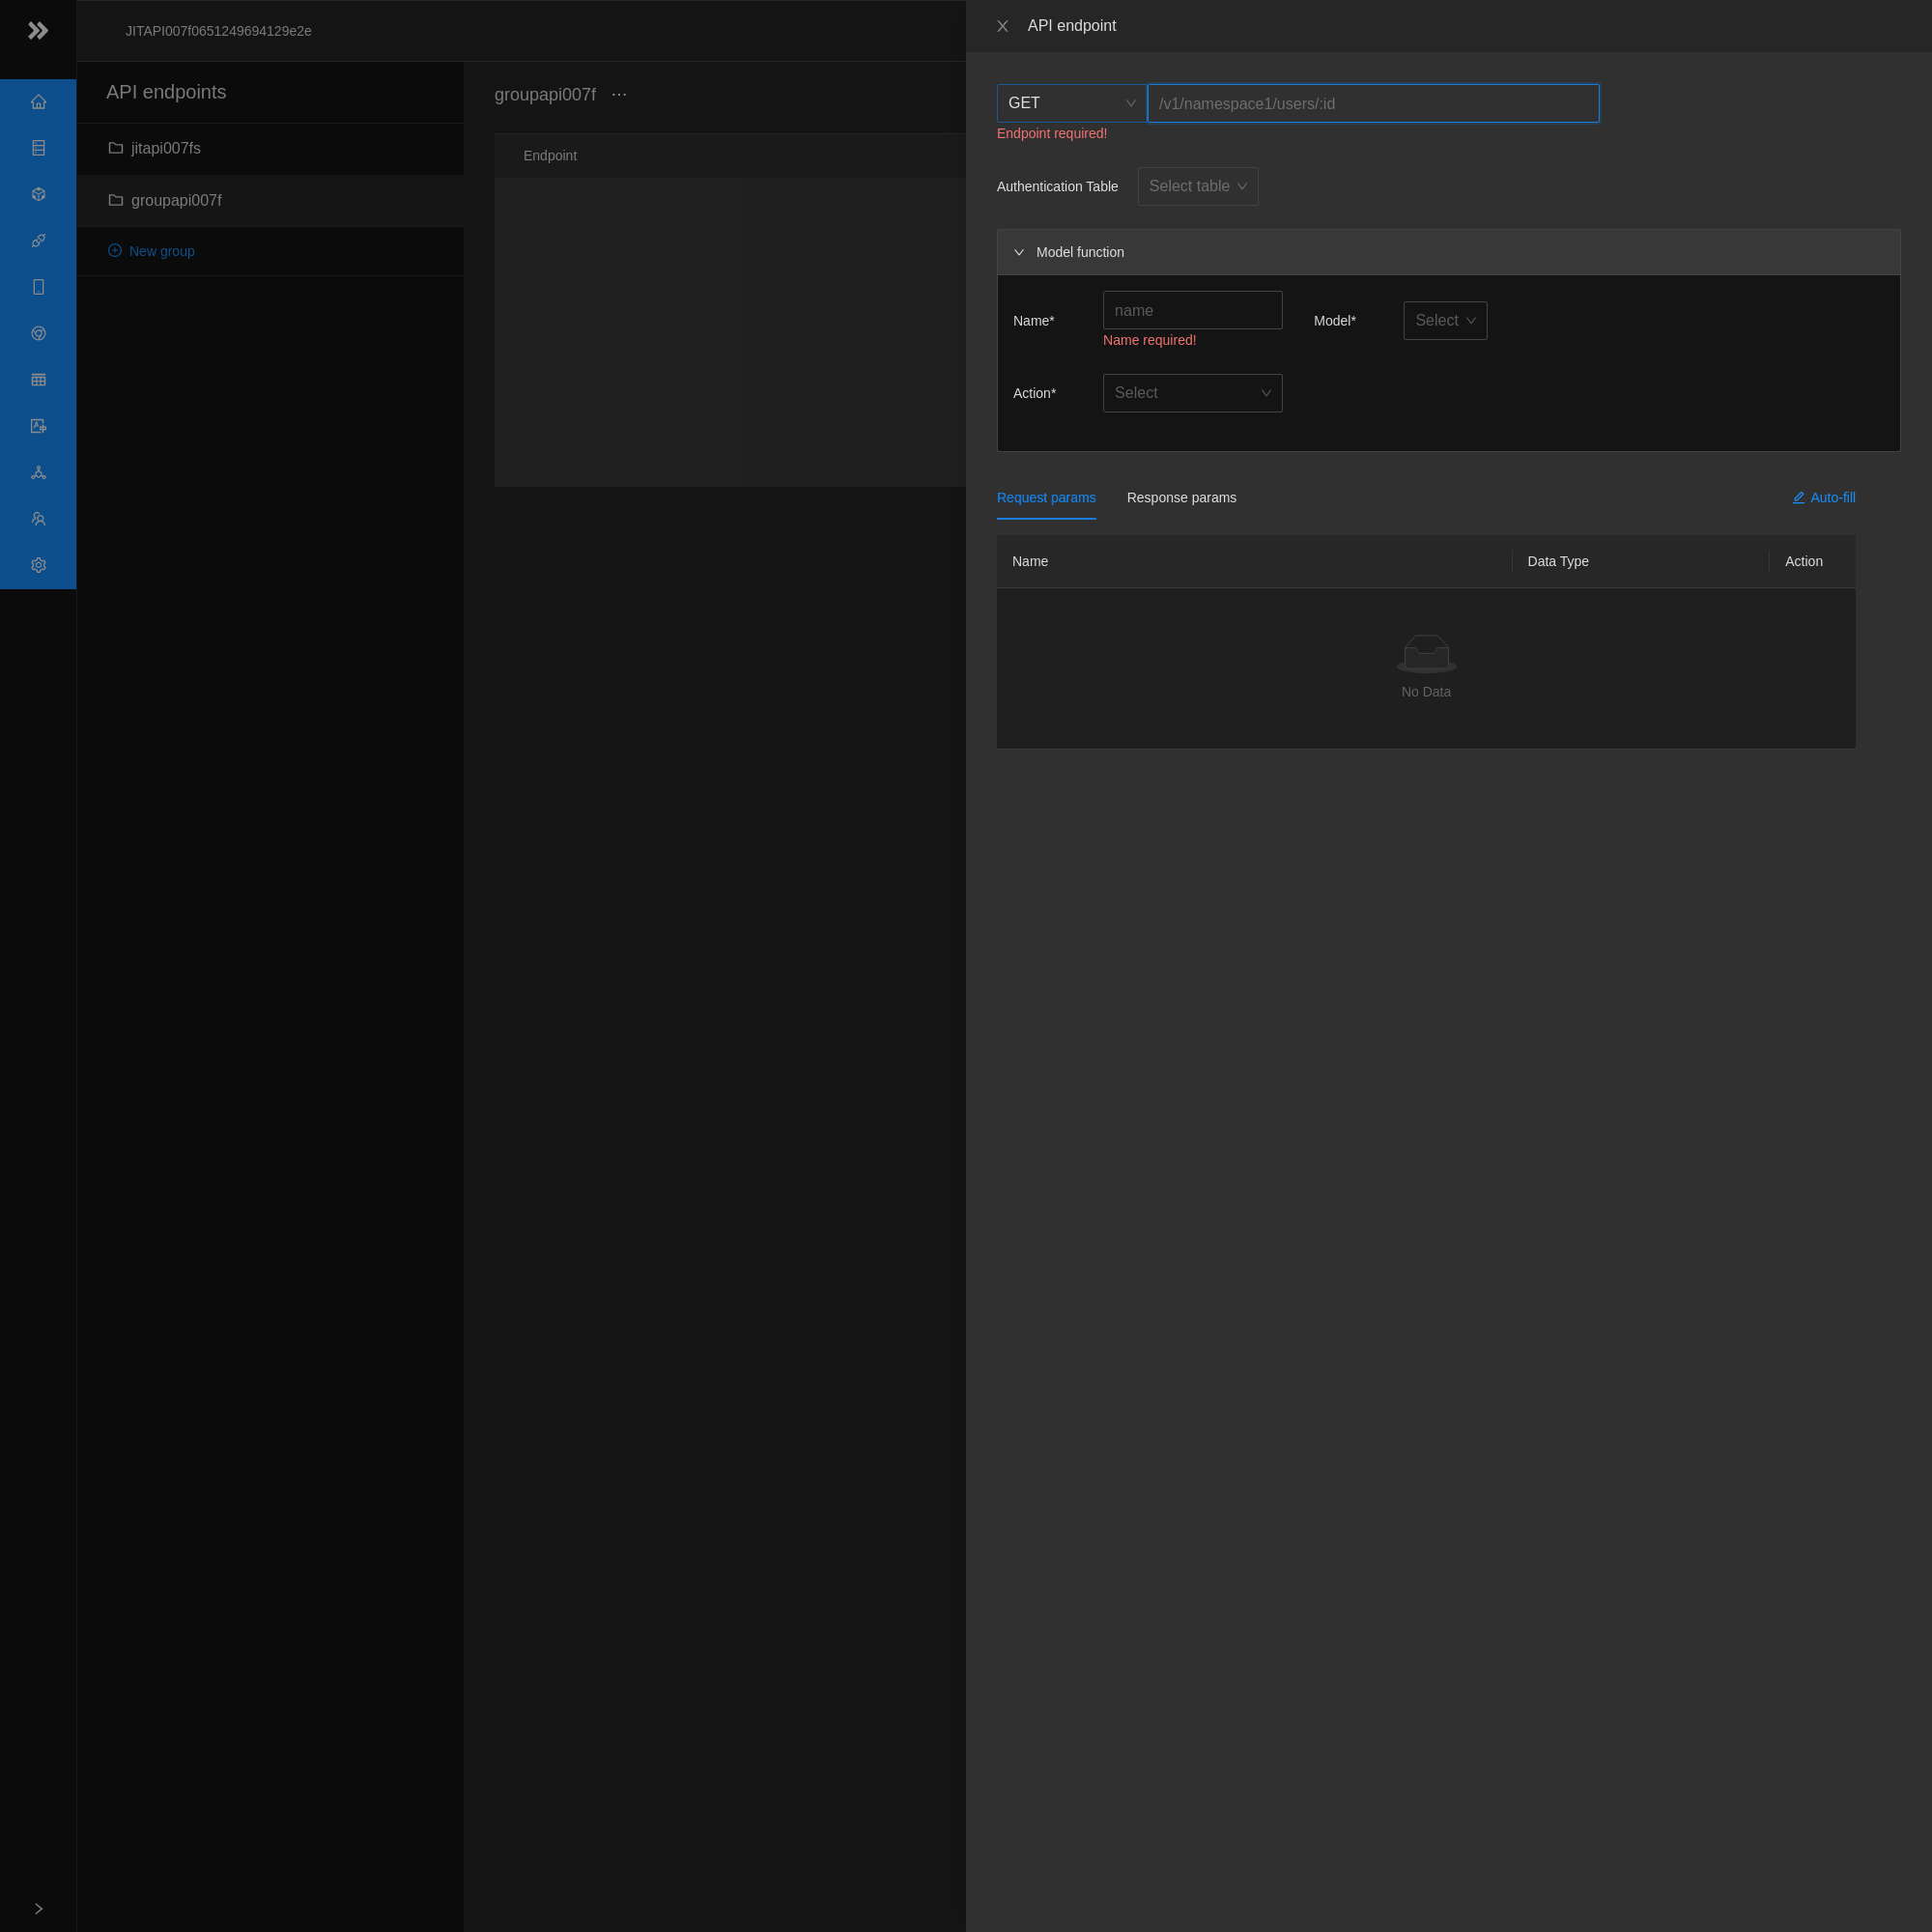 JITAPI007f0651249694129e2e
API endpoints
jitapi007fs
groupapi007f
New group
groupapi007f
Endpoint
API endpoint
GET
/v1/namespace1/users/:id
Endpoint required!
Authentication Table
Select table
Model function
Name*
name
Name required!
Model*
Select
Action*
Select
Request params
Response params
Auto-fill
Name
Data Type
Action
No Data